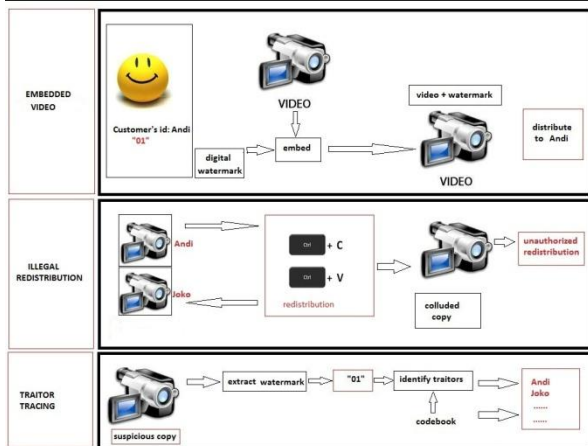 EMBEDDED
VIDEO
Customer's id: Andi
"01"
digital
watermark
VIDEO
embed
video + watermark
VIDEO
distribute
to Andi
ILLEGAL
REDISTRIBUTION
Andi
Joko
Ctrl + C
Ctrl + V
redistribution
colluded
copy
unauthorized
redistribution
TRAITOR
TRACING
suspicious copy
extract watermark
"01"
identify traitors
codebook
Andi
Joko
......
......